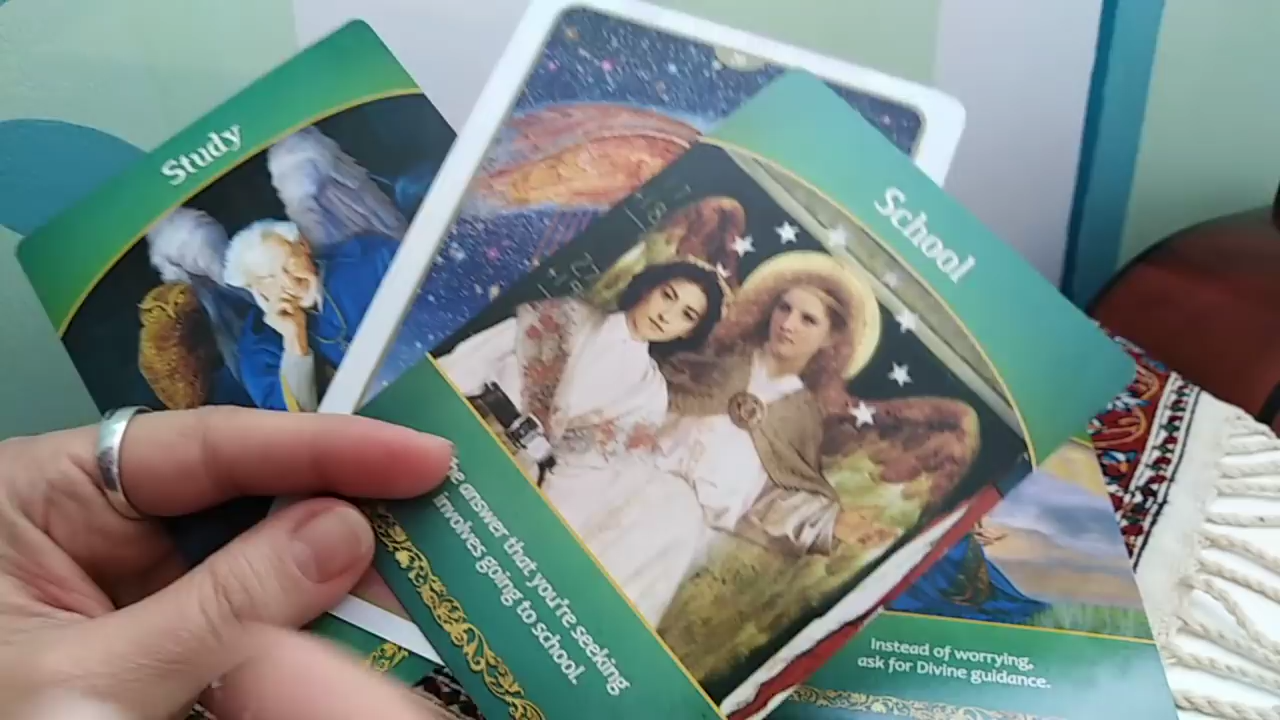 Study
School
he answer that you're seeking
involves going to school.
Instead of worrying,
ask for Divine guidance.